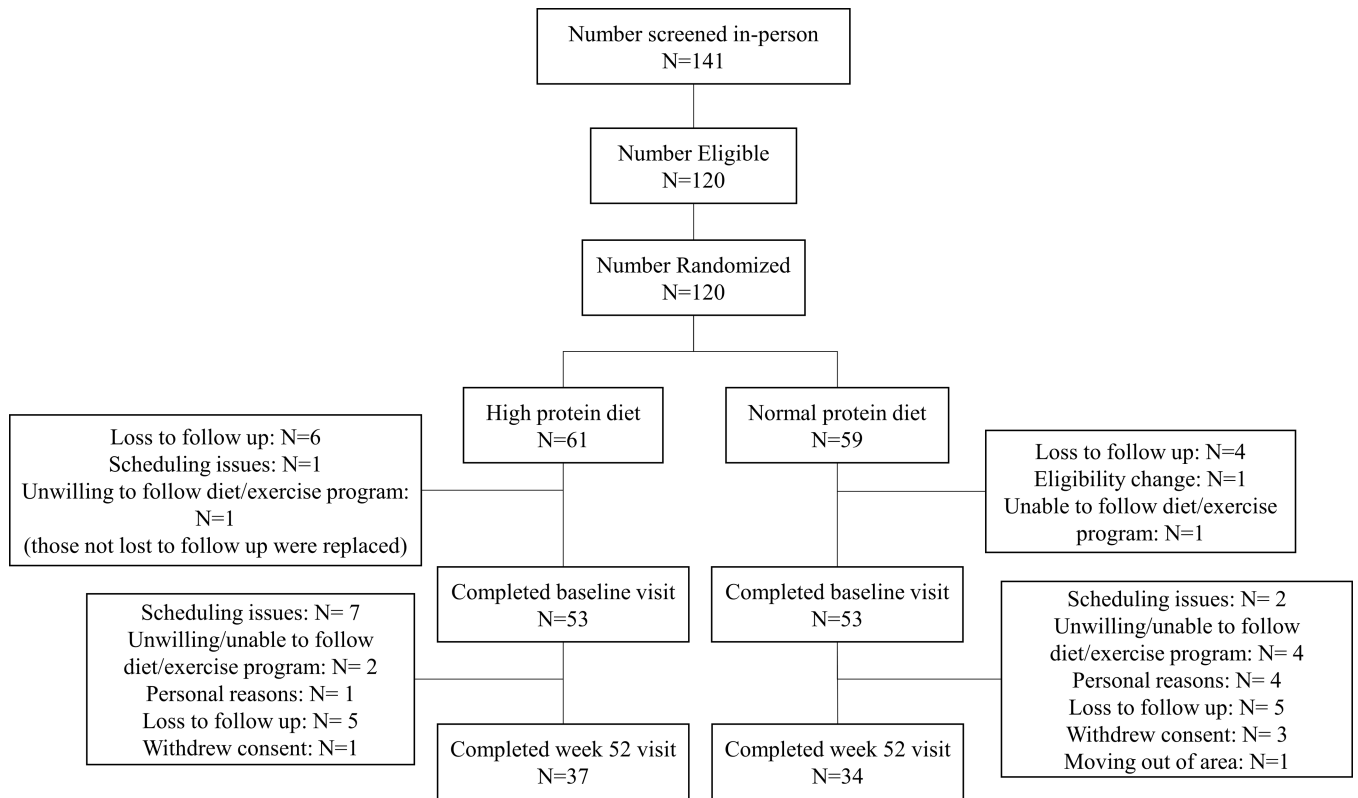 Number screened in-person
N=141
Number Eligible
N=120
Number Randomized
N=120
High protein diet
N=61
Normal protein diet
N=59
Loss to follow up: N=6
Scheduling issues: N=1
Unwilling to follow diet/exercise program:
N=1
(those not lost to follow up were replaced)
Loss to follow up: N=4
Eligibility change: N=1
Unable to follow diet/exercise
program: N=1
Completed baseline visit
N=53
Completed baseline visit
N=53
Scheduling issues: N= 7
Unwilling/unable to follow
diet/exercise program: N= 2
Personal reasons: N= 1
Loss to follow up: N= 5
Withdrew consent: N=1
Scheduling issues: N= 2
Unwilling/unable to follow
diet/exercise program: N= 4
Personal reasons: N= 4
Loss to follow up: N= 5
Withdrew consent: N= 3
Moving out of area: N=1
Completed week 52 visit
N=37
Completed week 52 visit
N=34